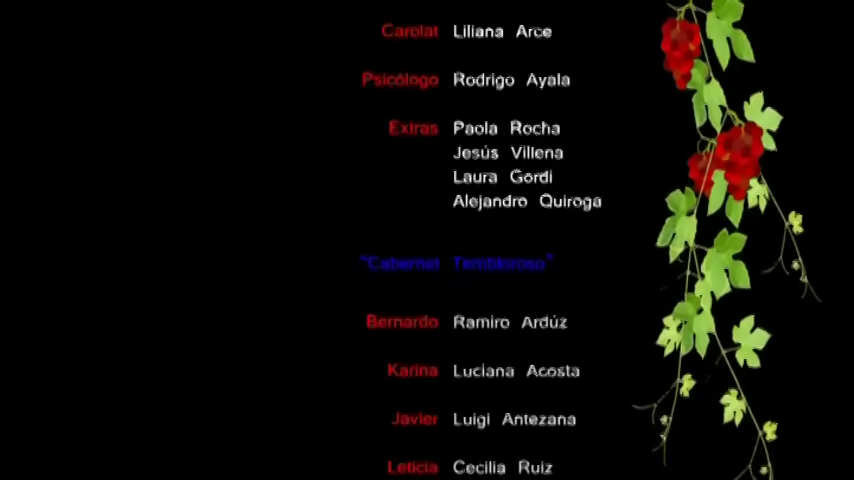 Carolat Liliana Arce
Psicólogo Rodrigo Ayala
Extras Paola Rocha
Jesús Villena
Laura Gordi
Alejandro Quiroga
"Cabernet Tembloroso"
Bernardo Ramiro Ardúz
Karina Luciana Acosta
Javier Luigi Antezana
Leticia Cecilia Ruiz